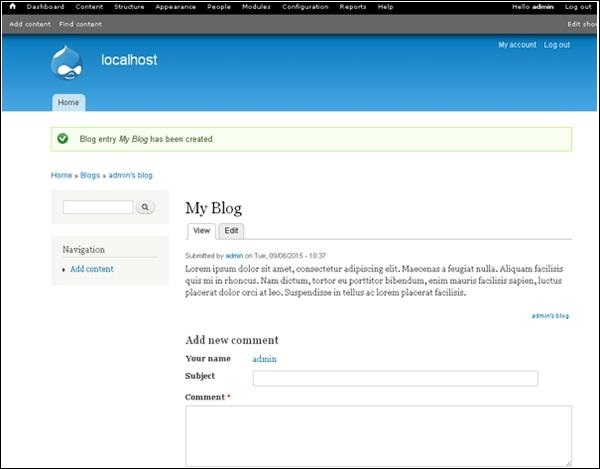 Dashboard Content Structure Appearance People Modules Configuration Reports Help Hello admin Log out
Add content Find content Edit
My account Log out
localhost
Home
Blog entry My Blog has been created.
Home » Blogs » admin's blog
My Blog
View Edit
Navigation
Add content
Submitted by admin on Tue, 09/08/2015 - 10:37
Lorem ipsum dolor sit amet, consectetur adipiscing elit. Maecenas a feugiat nulla. Aliquam facilisis
quis mi in rhoncus. Nam dictum, tortor eu porttitor bibendum, enim mauris facilisis sapien, luctus
placerat dolor orci at leo. Suspendisse in tellus ac lorem placerat facilisis.
admin's blog
Add new comment
Your name admin
Subject
Comment *